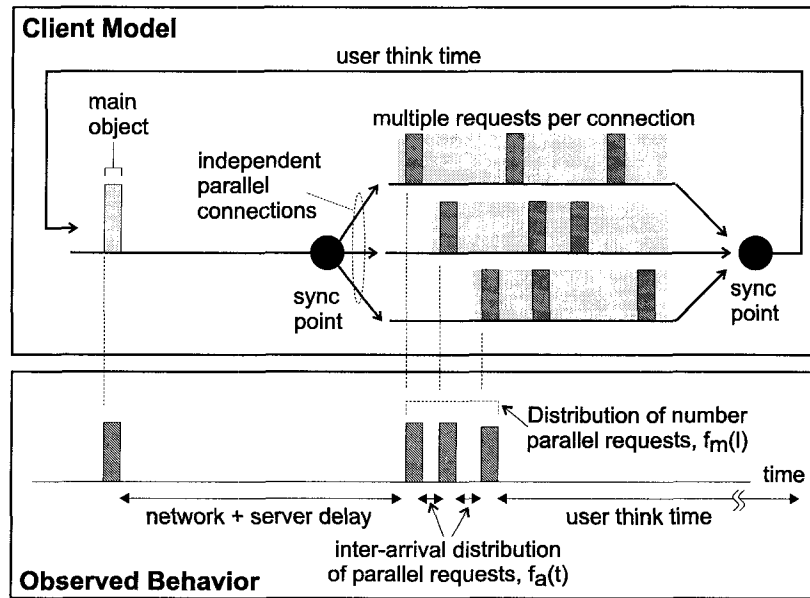 Client Model
user think time
main
object
multiple requests per connection
independent
parallel
connections
sync
point
sync
point
Distribution of number
parallel requests, fm(l)
time
network + server delay
user think time
inter-arrival distribution
of parallel requests, fa(t)
Observed Behavior